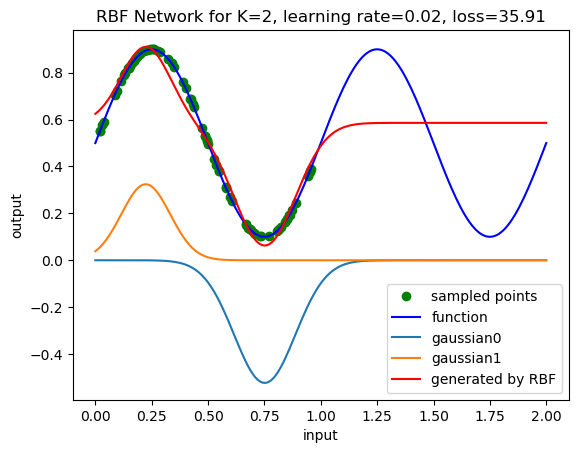 RBF Network for K=2, learning rate=0.02, loss=35.91
output
0.8
0.6
0.4
0.2
0.0
−0.2
−0.4
sampled points
function
gaussian0
gaussian1
generated by RBF
0.00 0.25 0.50 0.75 1.00 1.25 1.50 1.75 2.00
input